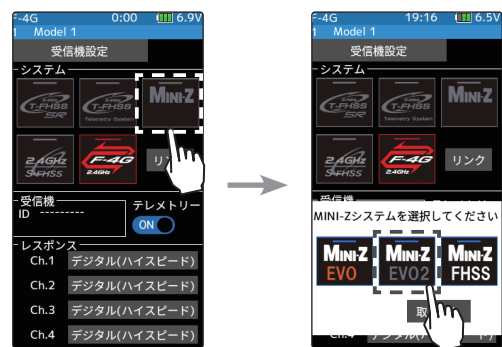 F-4G 0:00 6.9V
1 Model 1
受信機設定
システム
T-FHSS SR
T-FHSS Telemetry System
MINI-Z
2.4GHz S-FHSS
F-4G 2.4GHz
リン
受信機
ID ---------
テレメトリー
ON
レスポンス
Ch.1 デジタル(ハイスピード)
Ch.2 デジタル(ハイスピード)
Ch.3 デジタル(ハイスピード)
Ch.4 デジタル(ハイスピード)
F-4G 19:16 6.5V
1 Model 1
受信機設定
システム
T-FHSS SR
T-FHSS Telemetry System
MINI-Z
2.4GHz S-FHSS
F-4G 2.4GHz
リンク
MINI-Zシステムを選択してください
MINI-Z EVO
MINI-Z EVO2
MINI-Z FHSS
取